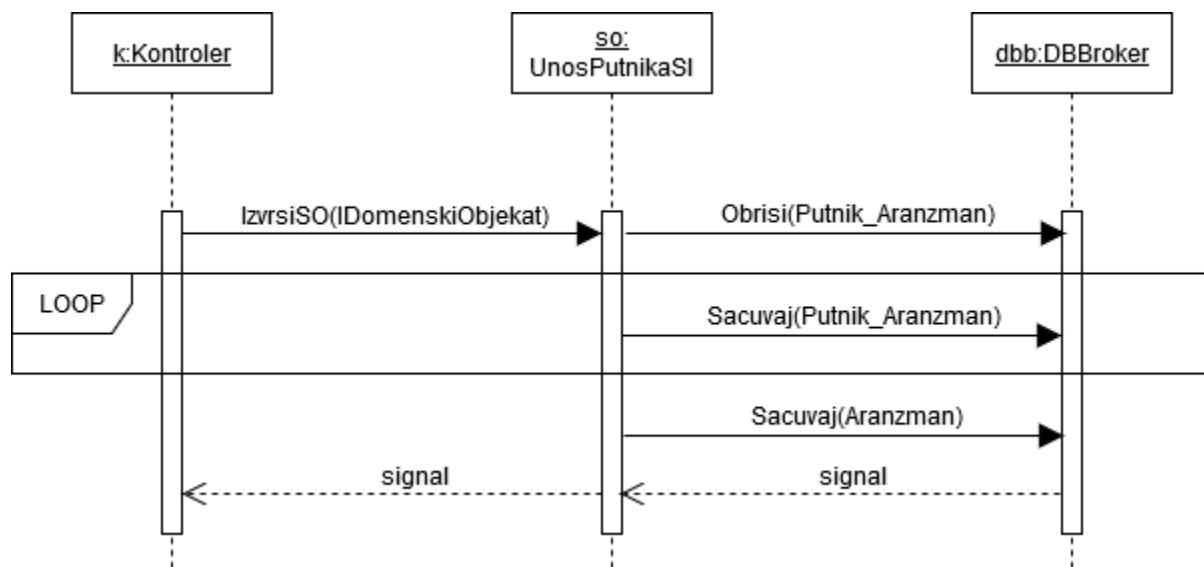 k:Kontroler
so:
UnosPutnikaSI
dbb:DBBroker
IzvrsiSO(IDomenskiObjekat)
Obrisi(Putnik_Aranzman)
LOOP
Sacuvaj(Putnik_Aranzman)
Sacuvaj(Aranzman)
signal
signal